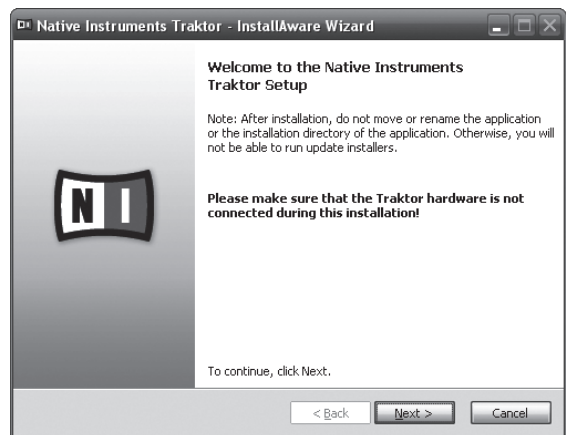 Native Instruments Traktor - InstallAware Wizard
Welcome to the Native Instruments
Traktor Setup
Note: After installation, do not move or rename the application
or the installation directory of the application. Otherwise, you will
not be able to run update installers.
Please make sure that the Traktor hardware is not
connected during this installation!
N I
To continue, click Next.
< Back
Next >
Cancel